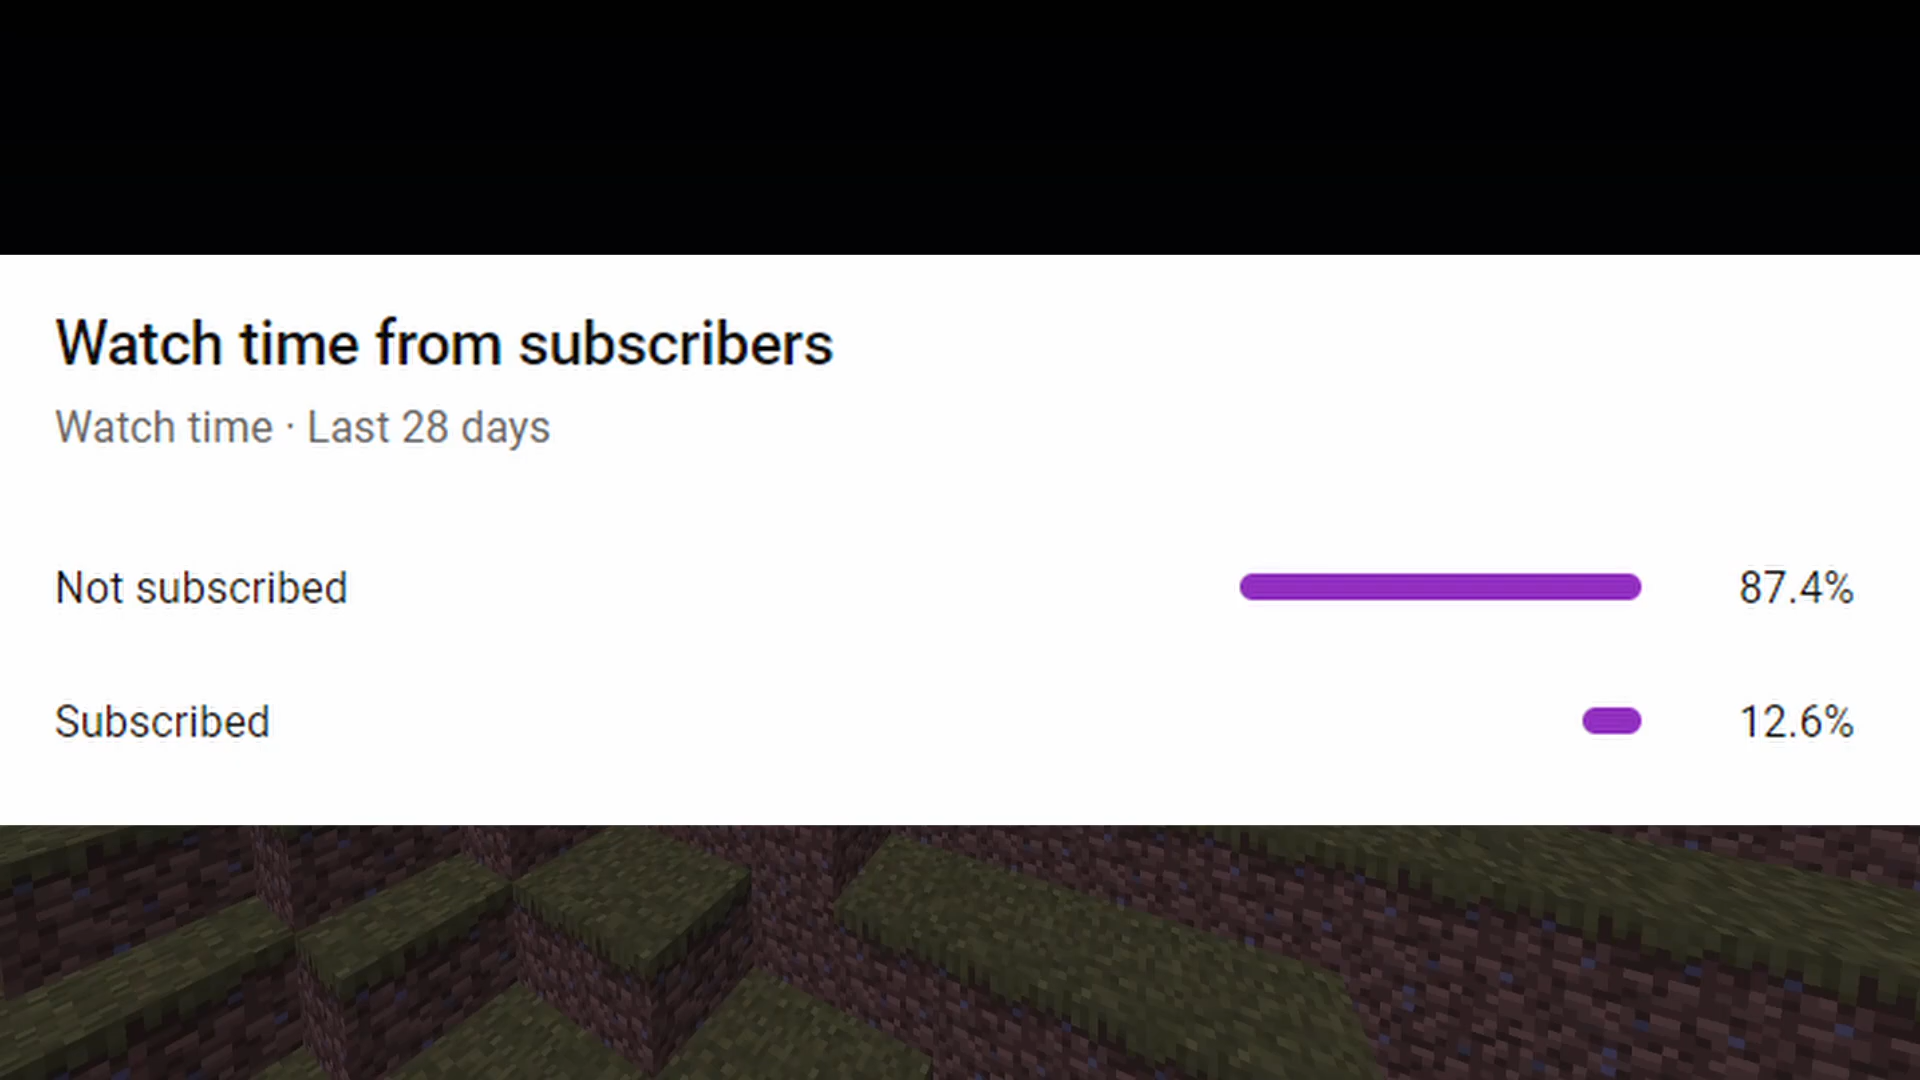 Watch time from subscribers
Watch time · Last 28 days
Not subscribed 87.4%
Subscribed 12.6%